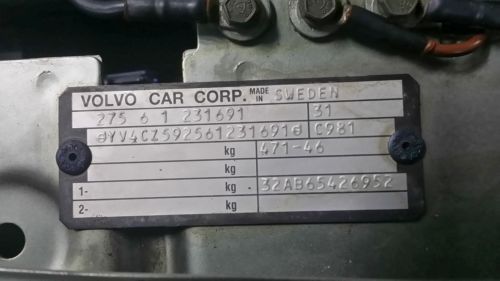 VOLVO CAR CORP. MADE IN SWEDEN
275 6 1 231691 31
YV4CZ592561231691 C981
kg 471-46
kg
1- kg 32AB65426952
2- kg